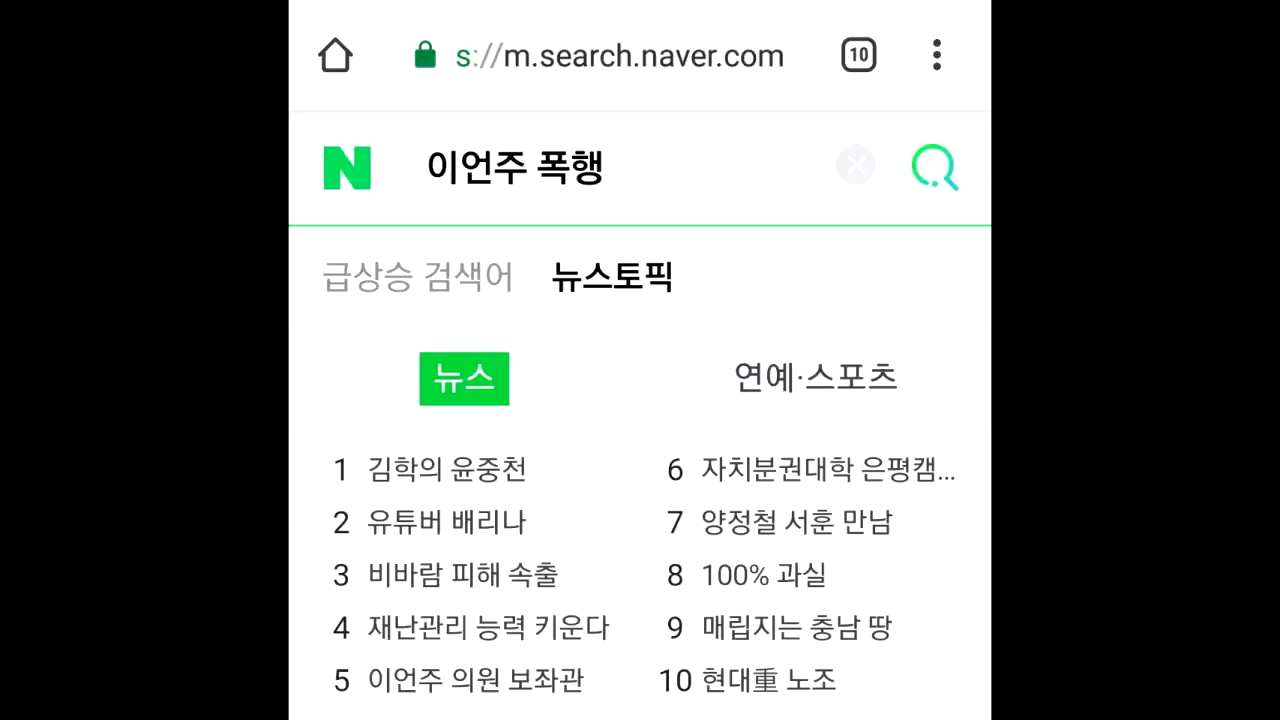 s://m.search.naver.com
10
N
이언주 폭행
급상승 검색어 뉴스토픽
뉴스 연예·스포츠
1 김학의 윤중천
2 유튜버 배리나
3 비바람 피해 속출
4 재난관리 능력 키운다
5 이언주 의원 보좌관
6 자치분권대학 은평캠...
7 양정철 서훈 만남
8 100% 과실
9 매립지는 충남 땅
10 현대重 노조